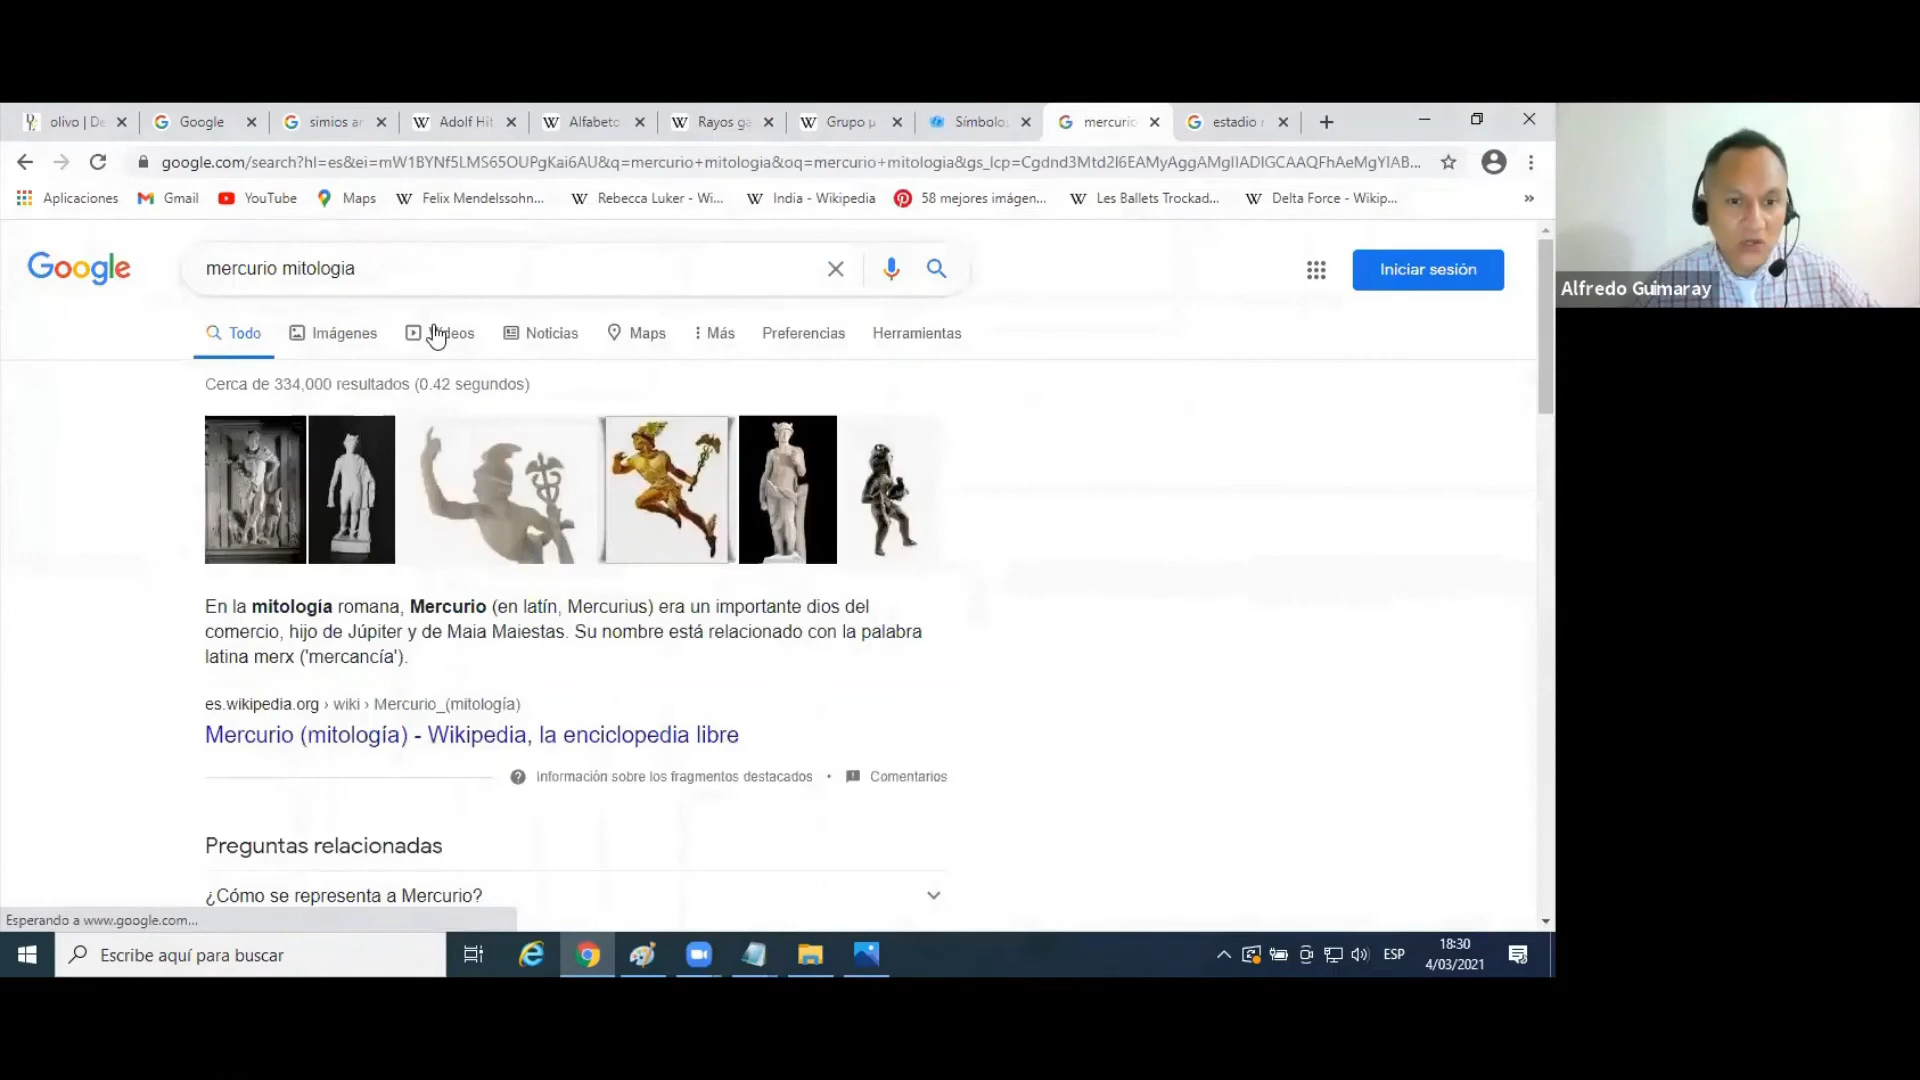 olivo | De
Google
simios ar
Adolf Hit
Alfabeto
Rayos ga
Grupo µ
Símbolo:
mercurio
estadio r
google.com/search?hl=es&ei=mW1BYNf5LMS65OUPgKai6AU&q=mercurio+mitologia&oq=mercurio+mitologia&gs_lcp=Cgdnd3Mtd2l6EAMyAggAMgIIADIGCAAQFhAeMgYIAB...
Aplicaciones
Gmail
YouTube
Maps
Felix Mendelssohn...
Rebecca Luker - Wi...
India - Wikipedia
58 mejores imágen...
Les Ballets Trockad...
Delta Force - Wikip...
»
Google
mercurio mitologia
Iniciar sesión
Alfredo Guimaray
Todo
Imágenes
Noticias
Maps
Más
Preferencias
Herramientas
Cerca de 334,000 resultados (0.42 segundos)
En la mitología romana, Mercurio (en latín, Mercurius) era un importante dios del
comercio, hijo de Júpiter y de Maia Maiestas. Su nombre está relacionado con la palabra
latina merx ('mercancía').
es.wikipedia.org › wiki › Mercurio_(mitología)
Mercurio (mitología) - Wikipedia, la enciclopedia libre
Información sobre los fragmentos destacados • Comentarios
Preguntas relacionadas
¿Cómo se representa a Mercurio?
Esperando a www.google.com...
Escribe aquí para buscar
ESP
18:30
4/03/2021